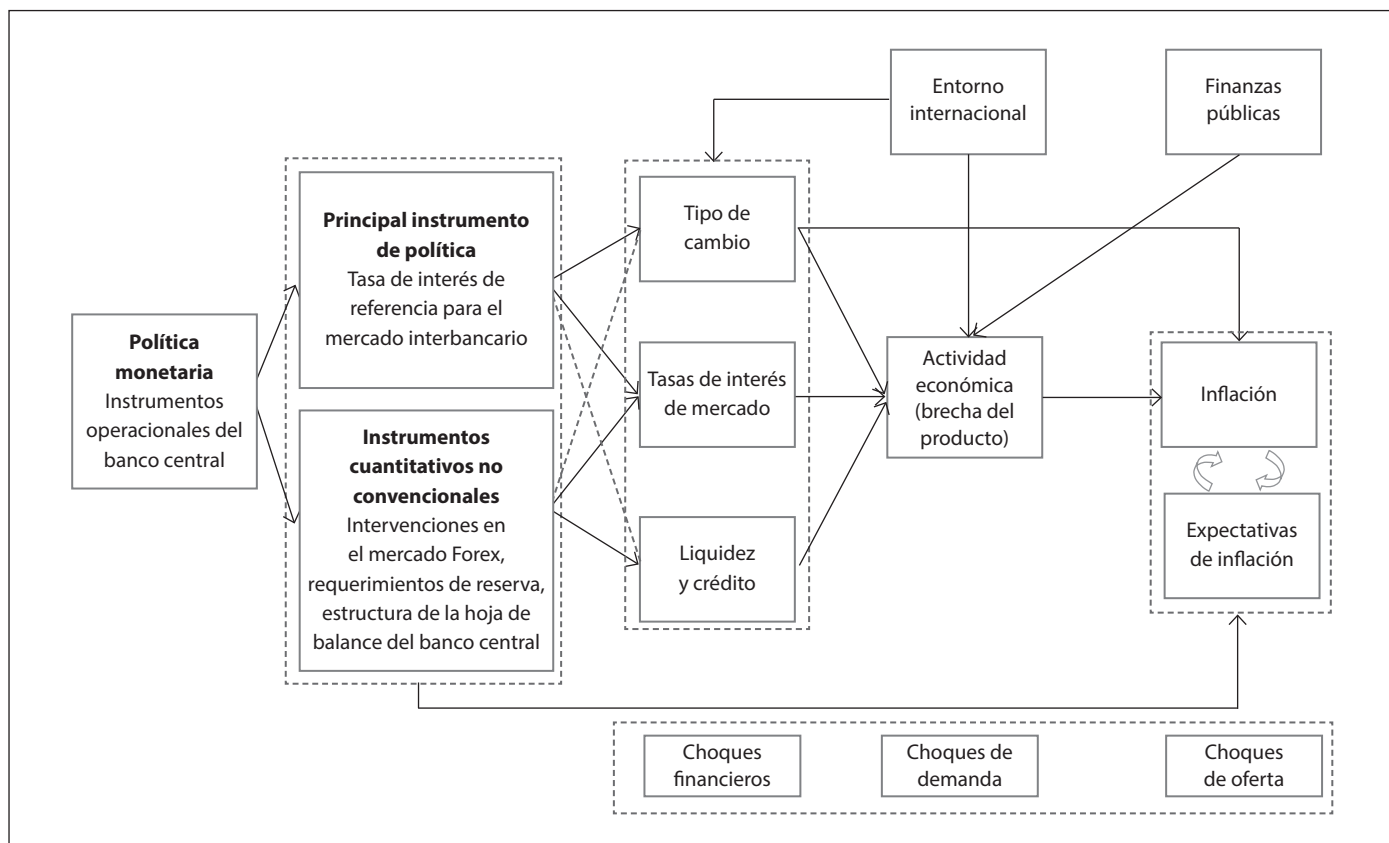 Entorno
internacional
Finanzas
públicas
Política
monetaria
Instrumentos
operacionales del
banco central
Principal instrumento
de política
Tasa de interés de
referencia para el
mercado interbancario
Instrumentos
cuantitativos no
convencionales
Intervenciones en
el mercado Forex,
requerimientos de reserva,
estructura de la hoja de
balance del banco central
Tipo de
cambio
Tasas de interés
de mercado
Liquidez
y crédito
Actividad
económica
(brecha del
producto)
Inflación
Expectativas
de inflación
Choques
financieros
Choques de
demanda
Choques
de oferta